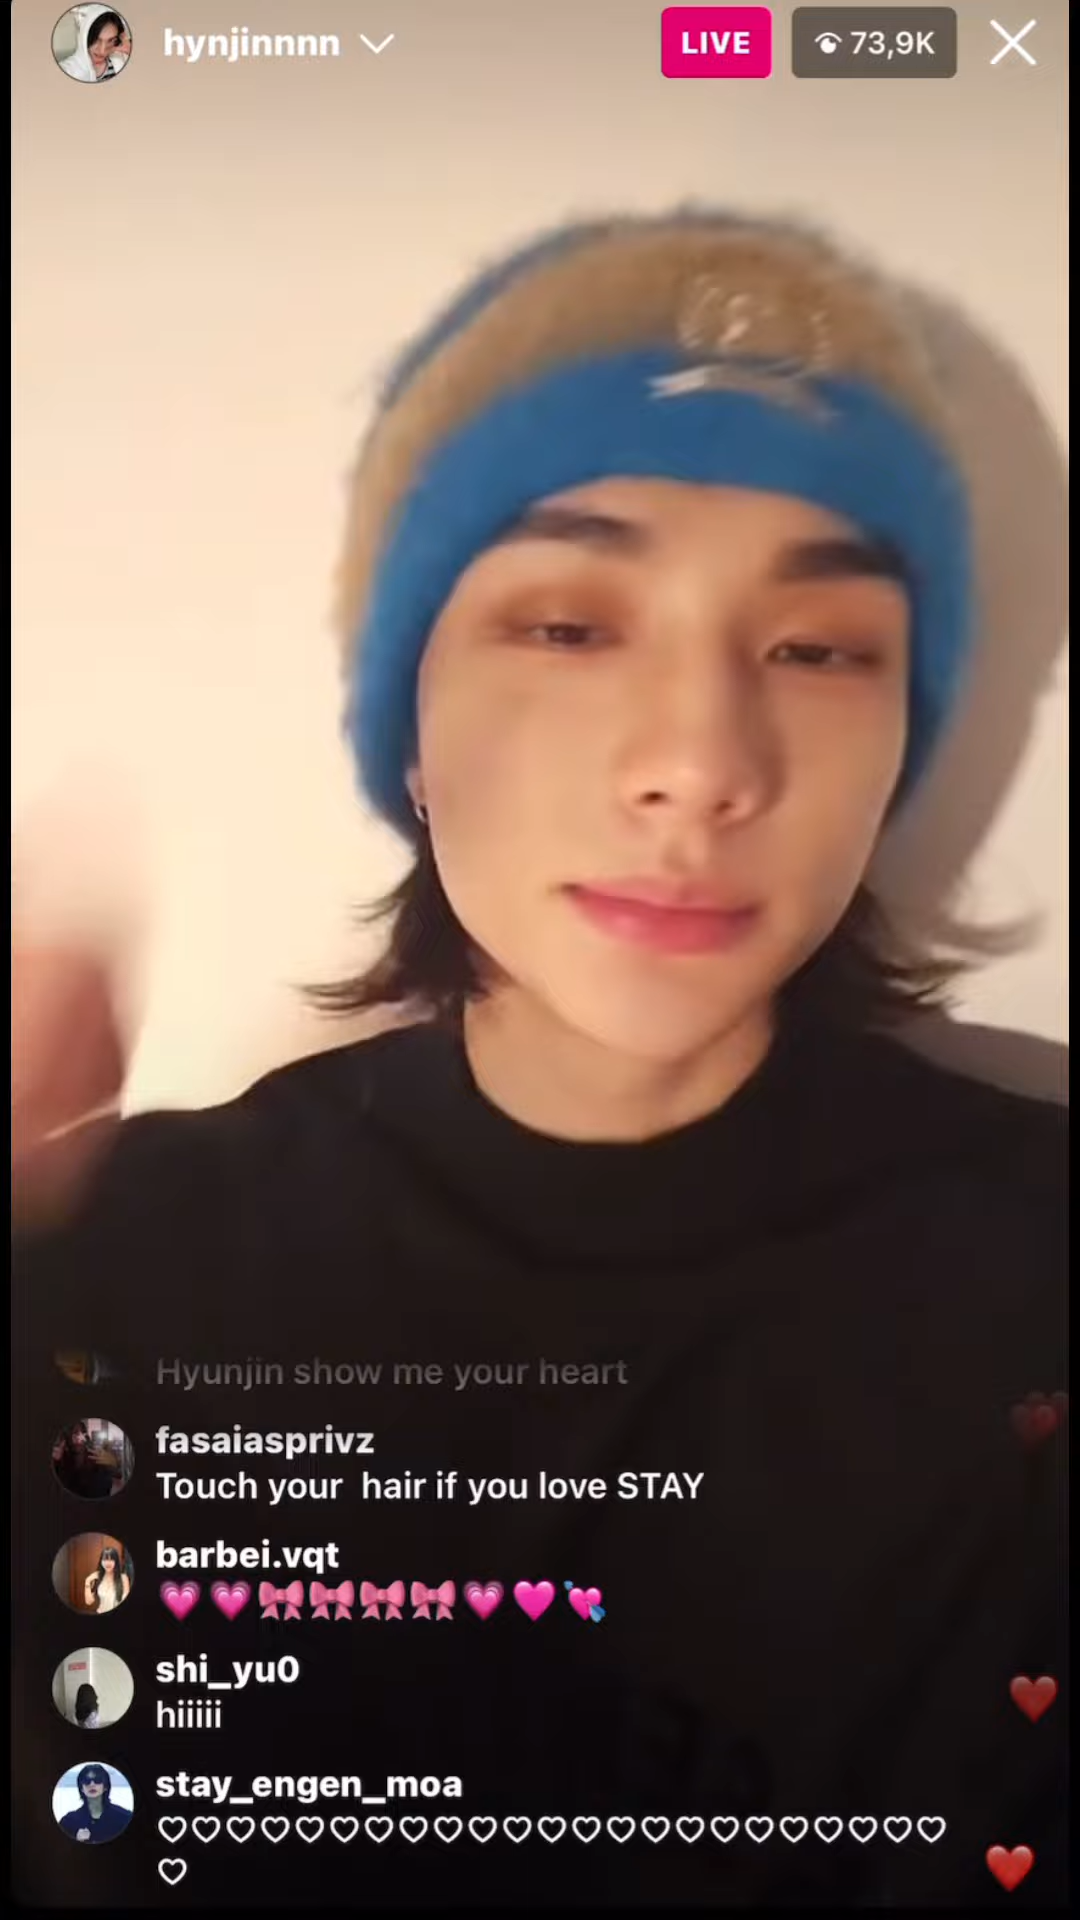 hynjinnnn
LIVE
73,9K
Hyunjin show me your heart
fasaiasprivz
Touch your hair if you love STAY
barbei.vqt
💗💗🎀🎀🎀🎀💗🩷💘
shi_yu0
hiiiii
stay_engen_moa
♡♡♡♡♡♡♡♡♡♡♡♡♡♡♡♡♡♡♡♡♡♡♡
♡